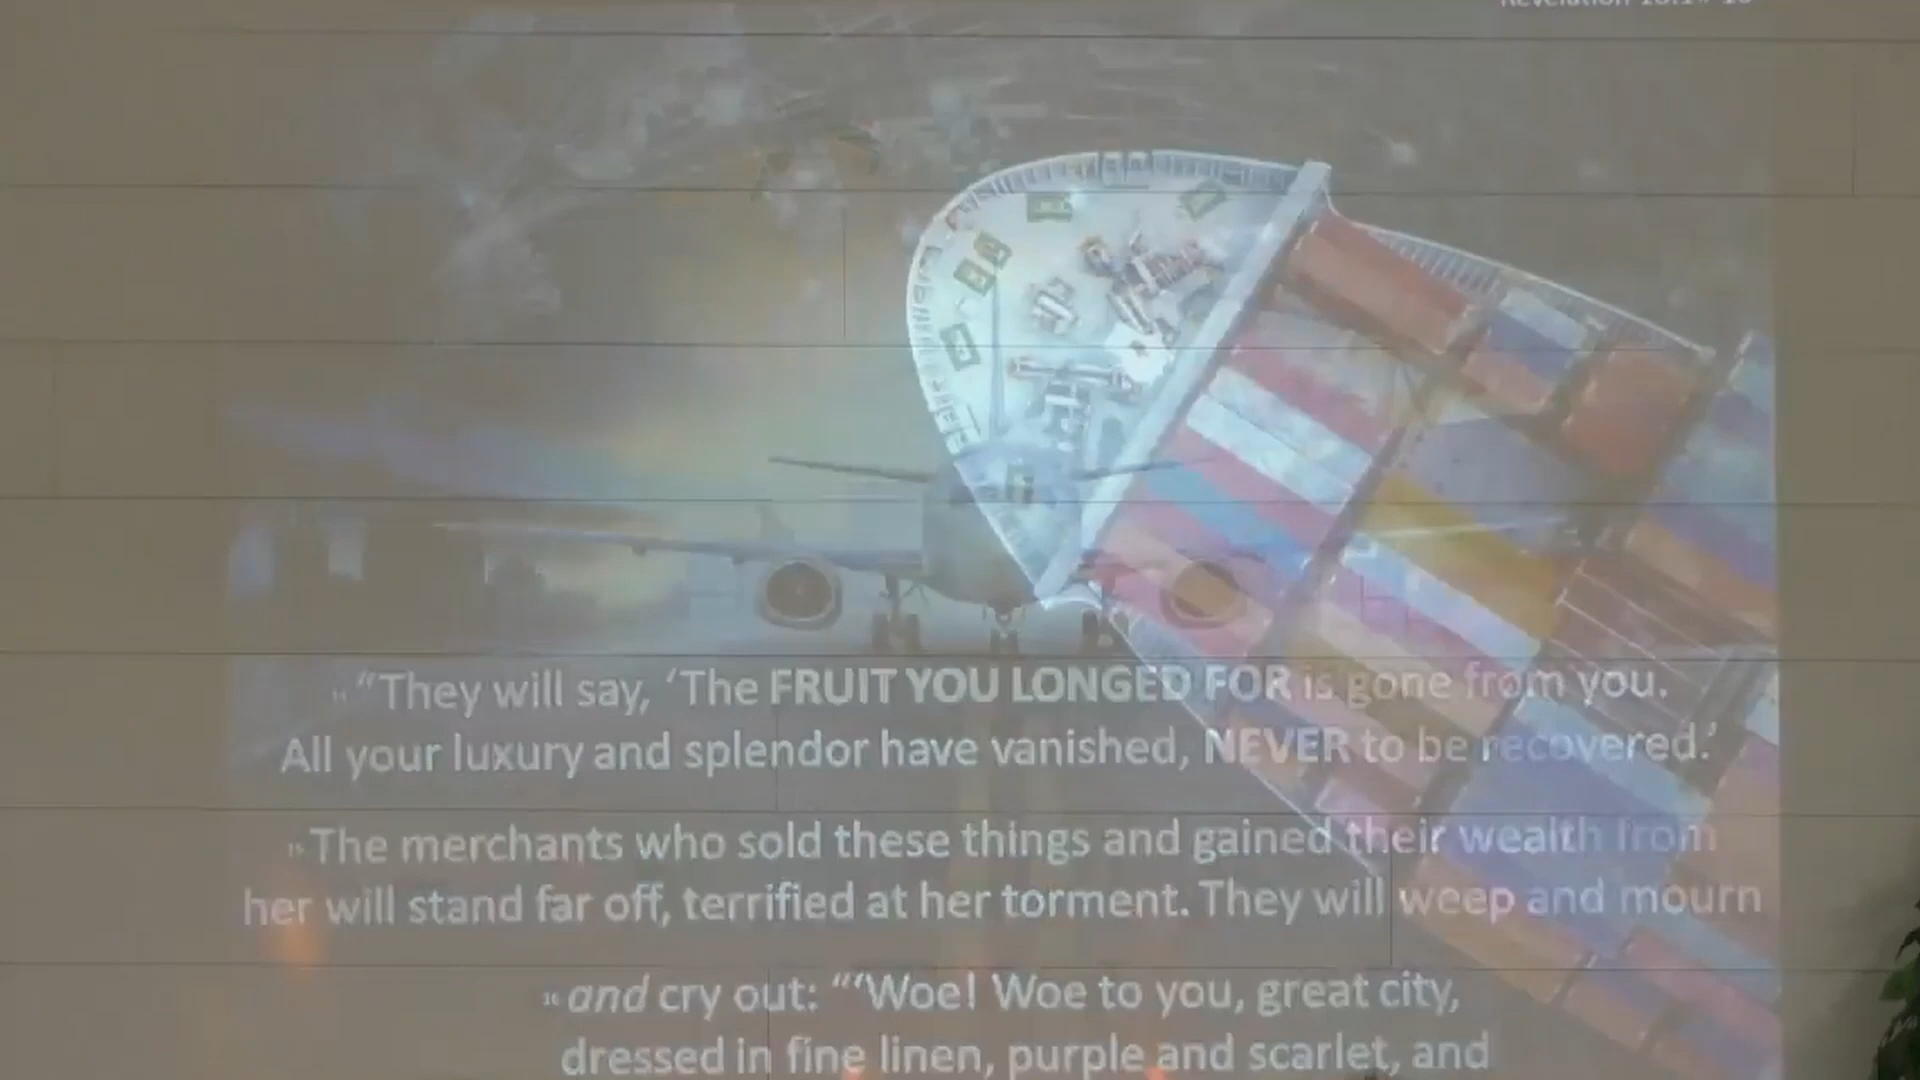 14 “They will say, ‘The FRUIT YOU LONGED FOR is gone from you.
All your luxury and splendor have vanished, NEVER to be recovered.’
15 The merchants who sold these things and gained their wealth from
her will stand far off, terrified at her torment. They will weep and mourn
16 and cry out: “‘Woe! Woe to you, great city,
dressed in fine linen, purple and scarlet, and